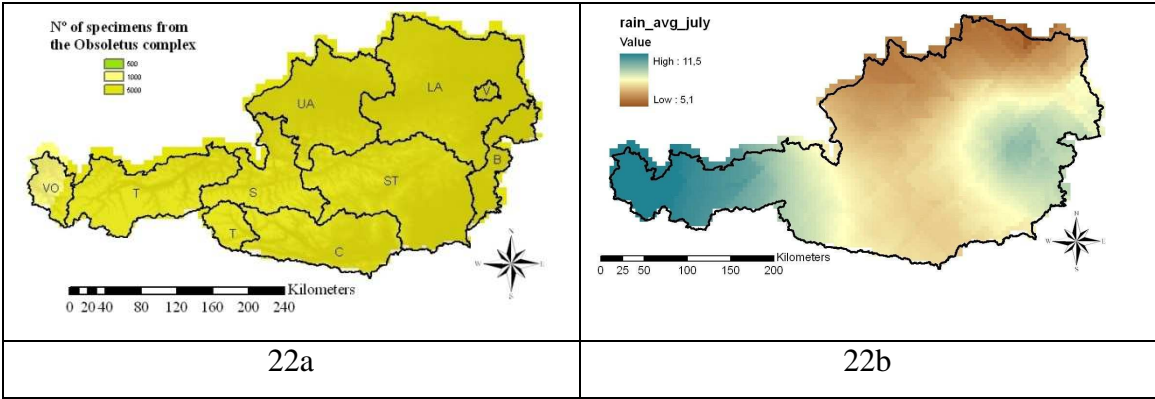 Nº of specimens from
the Obsoletus complex
500
1000
5000
UA
LA
V
B
VO
T
S
ST
T
C
N
W E
S
Kilometers
0 20 40 80 120 160 200 240
rain_avg_july
Value
High : 11,5
Low : 5,1
N
W E
S
Kilometers
0 25 50 100 150 200
22a
22b